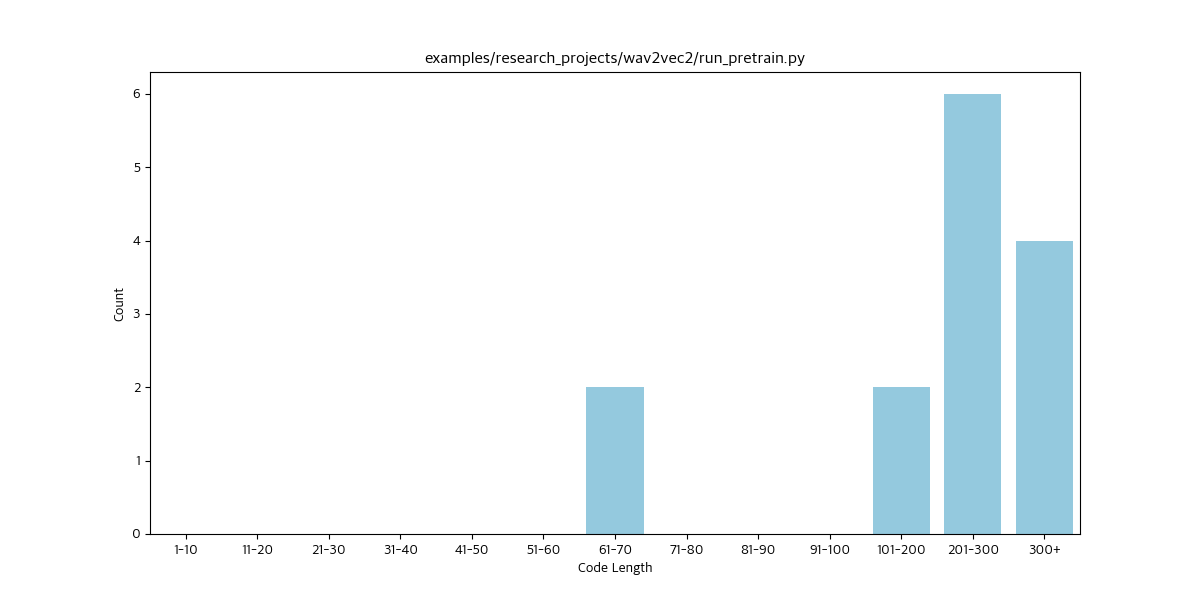 examples/research_projects/wav2vec2/run_pretrain.py
6
5
4
3
2
1
0
Count
1-10 11-20 21-30 31-40 41-50 51-60 61-70 71-80 81-90 91-100 101-200 201-300 300+
Code Length